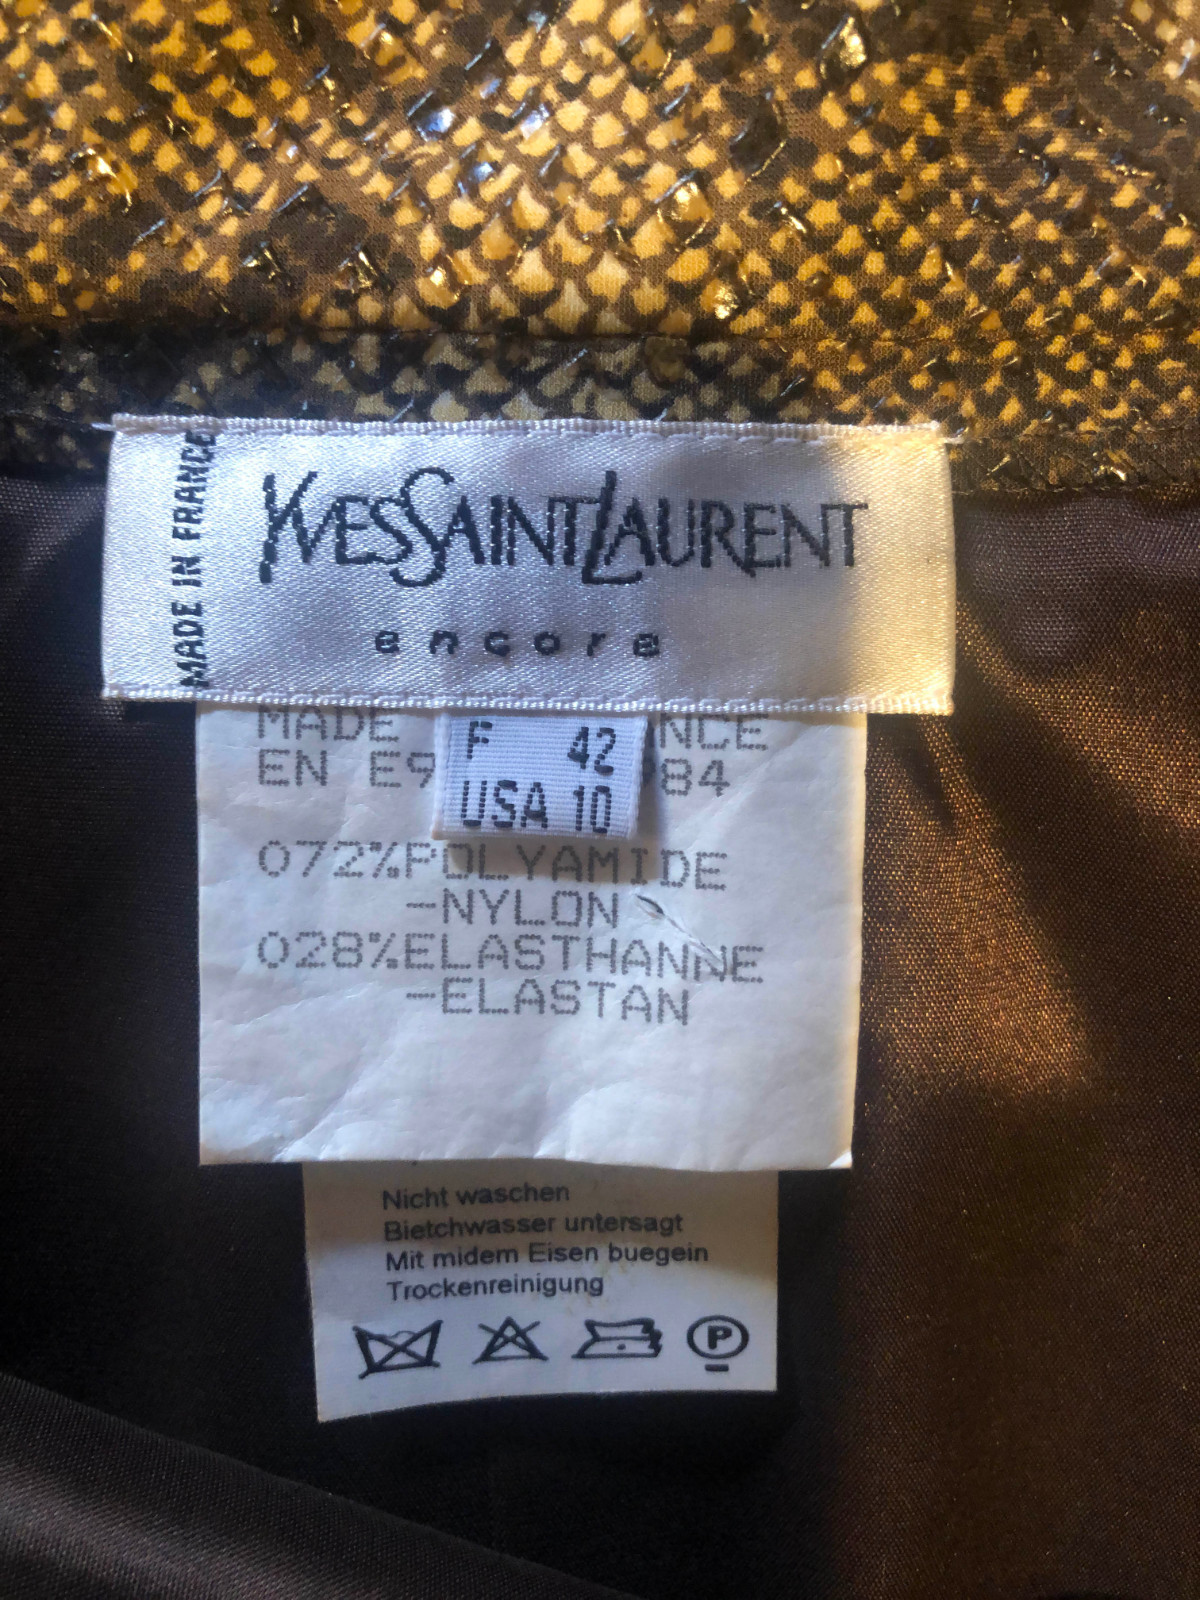 MADE IN FRANCE
YVESSAINTLAURENT
encore
MADE NCE
EN E9 84
F 42
USA 10
072%POLYAMIDE
-NYLON
028%ELASTHANNE
-ELASTAN
Nicht waschen
Bietchwasser untersagt
Mit midem Eisen buegein
Trockenreinigung
P